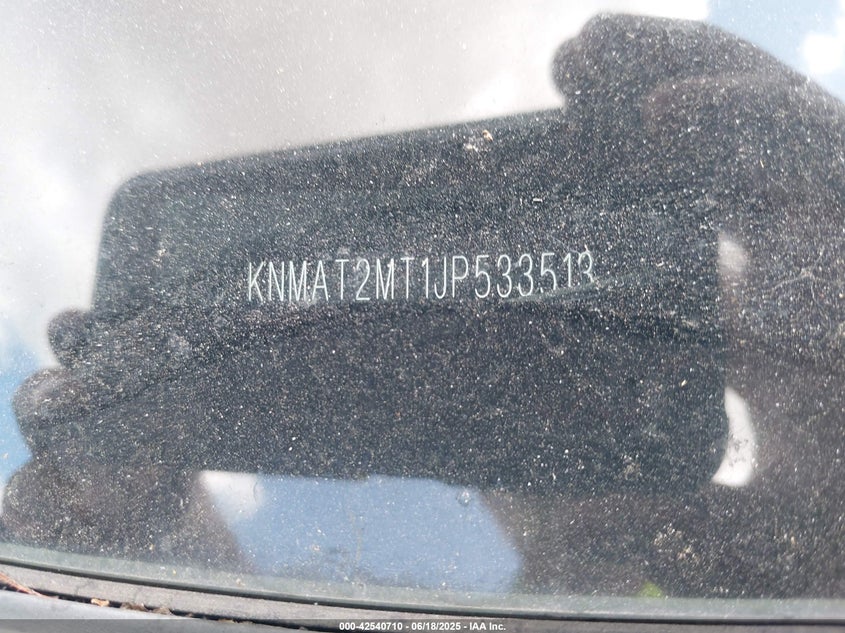 KNMAT2MT1JP533513
000-42540710 - 06/18/2025 - IAA Inc.